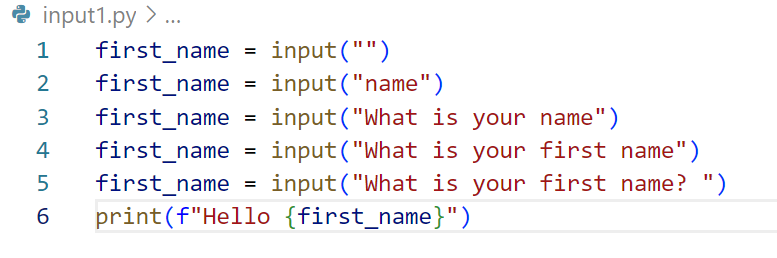 input1.py > ...
1 first_name = input("")
2 first_name = input("name")
3 first_name = input("What is your name")
4 first_name = input("What is your first name")
5 first_name = input("What is your first name? ")
6 print(f"Hello {first_name}")